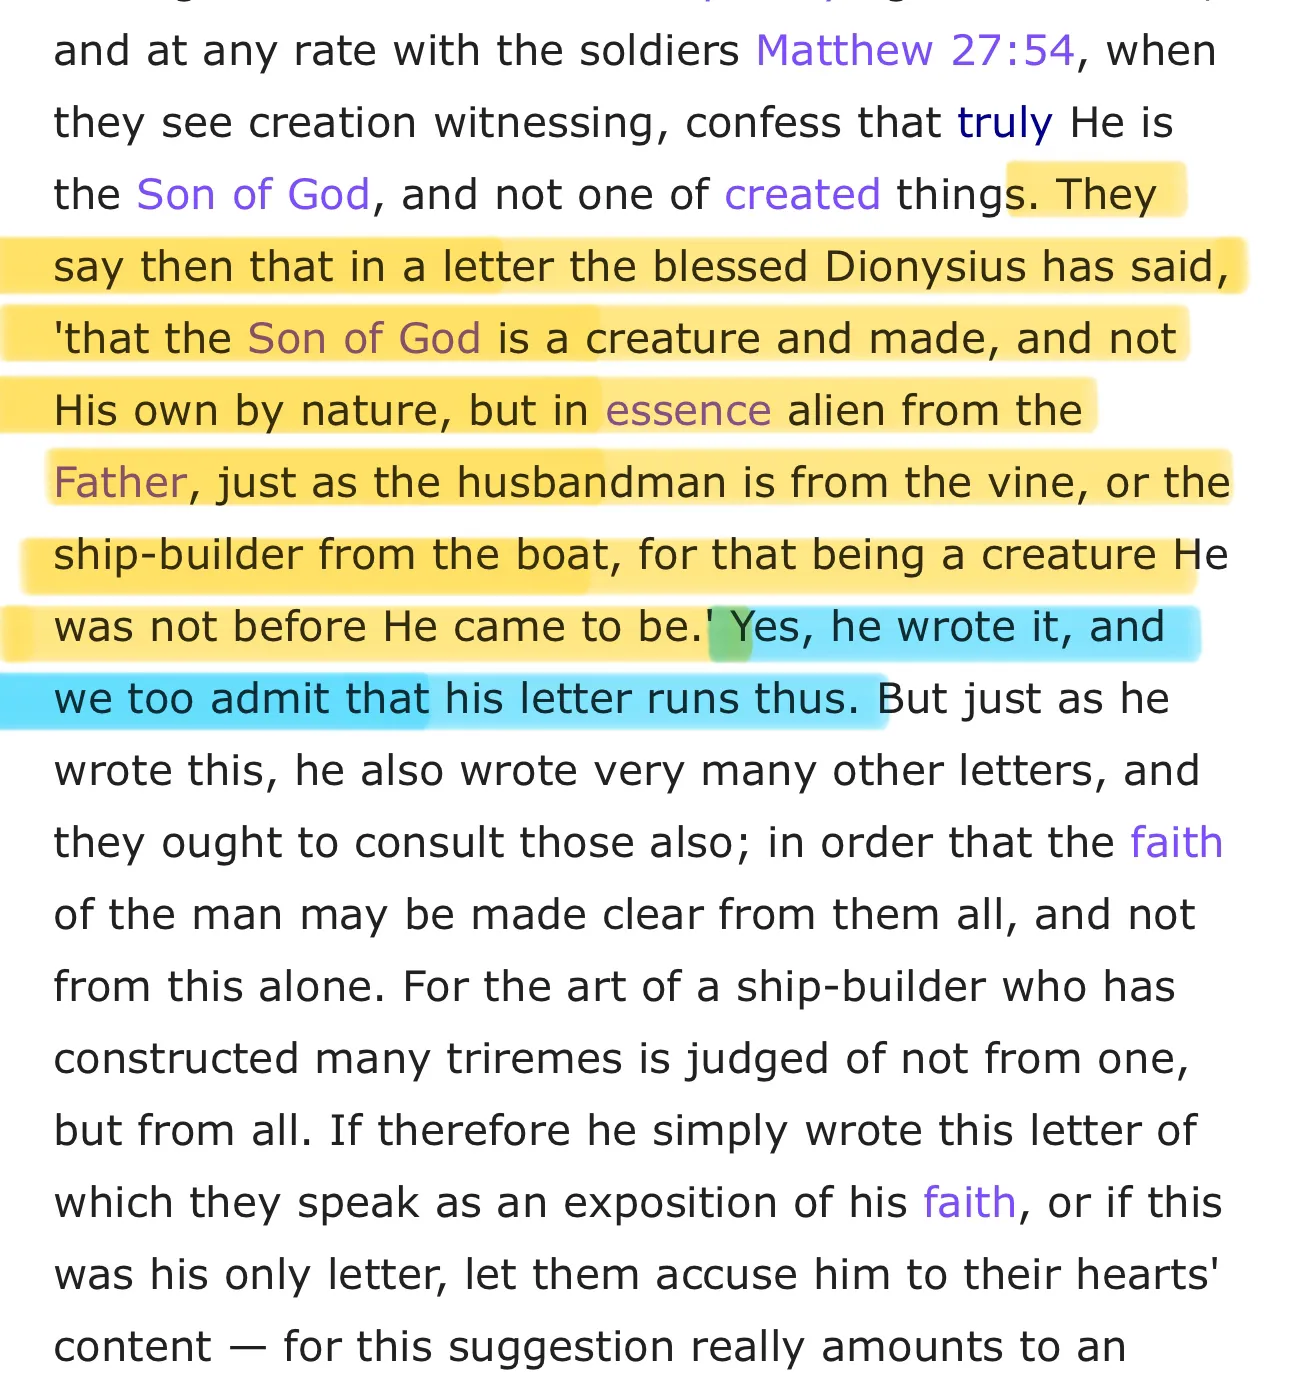 and at any rate with the soldiers Matthew 27:54, when
they see creation witnessing, confess that truly He is
the Son of God, and not one of created things. They
say then that in a letter the blessed Dionysius has said,
'that the Son of God is a creature and made, and not
His own by nature, but in essence alien from the
Father, just as the husbandman is from the vine, or the
ship-builder from the boat, for that being a creature He
was not before He came to be.' Yes, he wrote it, and
we too admit that his letter runs thus. But just as he
wrote this, he also wrote very many other letters, and
they ought to consult those also; in order that the faith
of the man may be made clear from them all, and not
from this alone. For the art of a ship-builder who has
constructed many triremes is judged of not from one,
but from all. If therefore he simply wrote this letter of
which they speak as an exposition of his faith, or if this
was his only letter, let them accuse him to their hearts'
content — for this suggestion really amounts to an